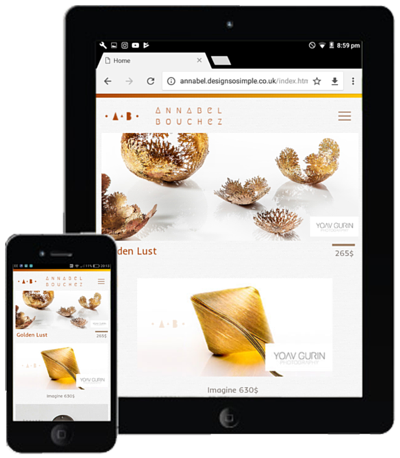 8:59 pm
Home
annabel.designsosimple.co.uk/index.htm
·A·B·
ANNABEL
BOUCHEZ
YOAV GURIN
Golden Lust
265$
·A·B·
YOAV GURIN
PHOTOGRAPHY
Imagine 630$
·A·B·
ANNABEL
BOUCHEZ
Golden Lust
265$
YOAV GURIN
Imagine 630$